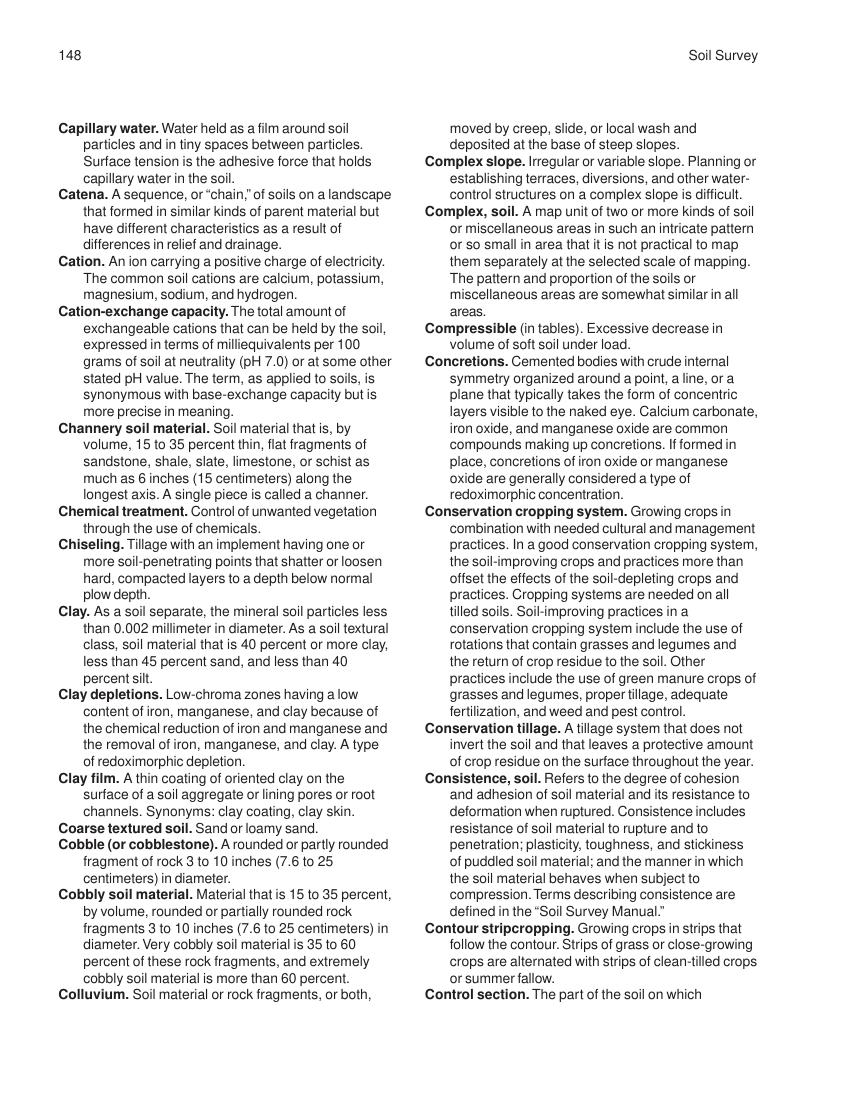 148
Soil Survey
Capillary water. Water held as a film around soil
particles and in tiny spaces between particles.
Surface tension is the adhesive force that holds
capillary water in the soil.
Catena. A sequence, or “chain,” of soils on a landscape
that formed in similar kinds of parent material but
have different characteristics as a result of
differences in relief and drainage.
Cation. An ion carrying a positive charge of electricity.
The common soil cations are calcium, potassium,
magnesium, sodium, and hydrogen.
Cation-exchange capacity. The total amount of
exchangeable cations that can be held by the soil,
expressed in terms of milliequivalents per 100
grams of soil at neutrality (pH 7.0) or at some other
stated pH value. The term, as applied to soils, is
synonymous with base-exchange capacity but is
more precise in meaning.
Channery soil material. Soil material that is, by
volume, 15 to 35 percent thin, flat fragments of
sandstone, shale, slate, limestone, or schist as
much as 6 inches (15 centimeters) along the
longest axis. A single piece is called a channer.
Chemical treatment. Control of unwanted vegetation
through the use of chemicals.
Chiseling. Tillage with an implement having one or
more soil-penetrating points that shatter or loosen
hard, compacted layers to a depth below normal
plow depth.
Clay. As a soil separate, the mineral soil particles less
than 0.002 millimeter in diameter. As a soil textural
class, soil material that is 40 percent or more clay,
less than 45 percent sand, and less than 40
percent silt.
Clay depletions. Low-chroma zones having a low
content of iron, manganese, and clay because of
the chemical reduction of iron and manganese and
the removal of iron, manganese, and clay. A type
of redoximorphic depletion.
Clay film. A thin coating of oriented clay on the
surface of a soil aggregate or lining pores or root
channels. Synonyms: clay coating, clay skin.
Coarse textured soil. Sand or loamy sand.
Cobble (or cobblestone). A rounded or partly rounded
fragment of rock 3 to 10 inches (7.6 to 25
centimeters) in diameter.
Cobbly soil material. Material that is 15 to 35 percent,
by volume, rounded or partially rounded rock
fragments 3 to 10 inches (7.6 to 25 centimeters) in
diameter. Very cobbly soil material is 35 to 60
percent of these rock fragments, and extremely
cobbly soil material is more than 60 percent.
Colluvium. Soil material or rock fragments, or both,
moved by creep, slide, or local wash and
deposited at the base of steep slopes.
Complex slope. Irregular or variable slope. Planning or
establishing terraces, diversions, and other water-
control structures on a complex slope is difficult.
Complex, soil. A map unit of two or more kinds of soil
or miscellaneous areas in such an intricate pattern
or so small in area that it is not practical to map
them separately at the selected scale of mapping.
The pattern and proportion of the soils or
miscellaneous areas are somewhat similar in all
areas.
Compressible (in tables). Excessive decrease in
volume of soft soil under load.
Concretions. Cemented bodies with crude internal
symmetry organized around a point, a line, or a
plane that typically takes the form of concentric
layers visible to the naked eye. Calcium carbonate,
iron oxide, and manganese oxide are common
compounds making up concretions. If formed in
place, concretions of iron oxide or manganese
oxide are generally considered a type of
redoximorphic concentration.
Conservation cropping system. Growing crops in
combination with needed cultural and management
practices. In a good conservation cropping system,
the soil-improving crops and practices more than
offset the effects of the soil-depleting crops and
practices. Cropping systems are needed on all
tilled soils. Soil-improving practices in a
conservation cropping system include the use of
rotations that contain grasses and legumes and
the return of crop residue to the soil. Other
practices include the use of green manure crops of
grasses and legumes, proper tillage, adequate
fertilization, and weed and pest control.
Conservation tillage. A tillage system that does not
invert the soil and that leaves a protective amount
of crop residue on the surface throughout the year.
Consistence, soil. Refers to the degree of cohesion
and adhesion of soil material and its resistance to
deformation when ruptured. Consistence includes
resistance of soil material to rupture and to
penetration; plasticity, toughness, and stickiness
of puddled soil material; and the manner in which
the soil material behaves when subject to
compression. Terms describing consistence are
defined in the “Soil Survey Manual.”
Contour stripcropping. Growing crops in strips that
follow the contour. Strips of grass or close-growing
crops are alternated with strips of clean-tilled crops
or summer fallow.
Control section. The part of the soil on which